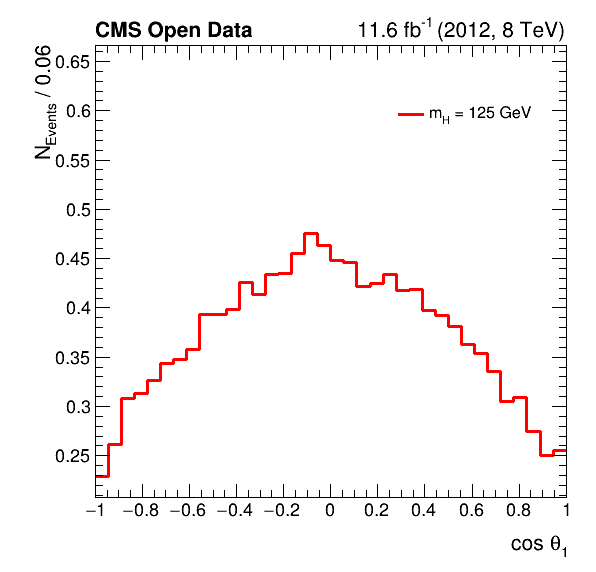 CMS Open Data 11.6 fb⁻¹ (2012, 8 TeV)
N_Events / 0.06
0.65
0.6
0.55
0.5
0.45
0.4
0.35
0.3
0.25
m_H = 125 GeV
−1 −0.8 −0.6 −0.4 −0.2 0 0.2 0.4 0.6 0.8 1
cos θ₁